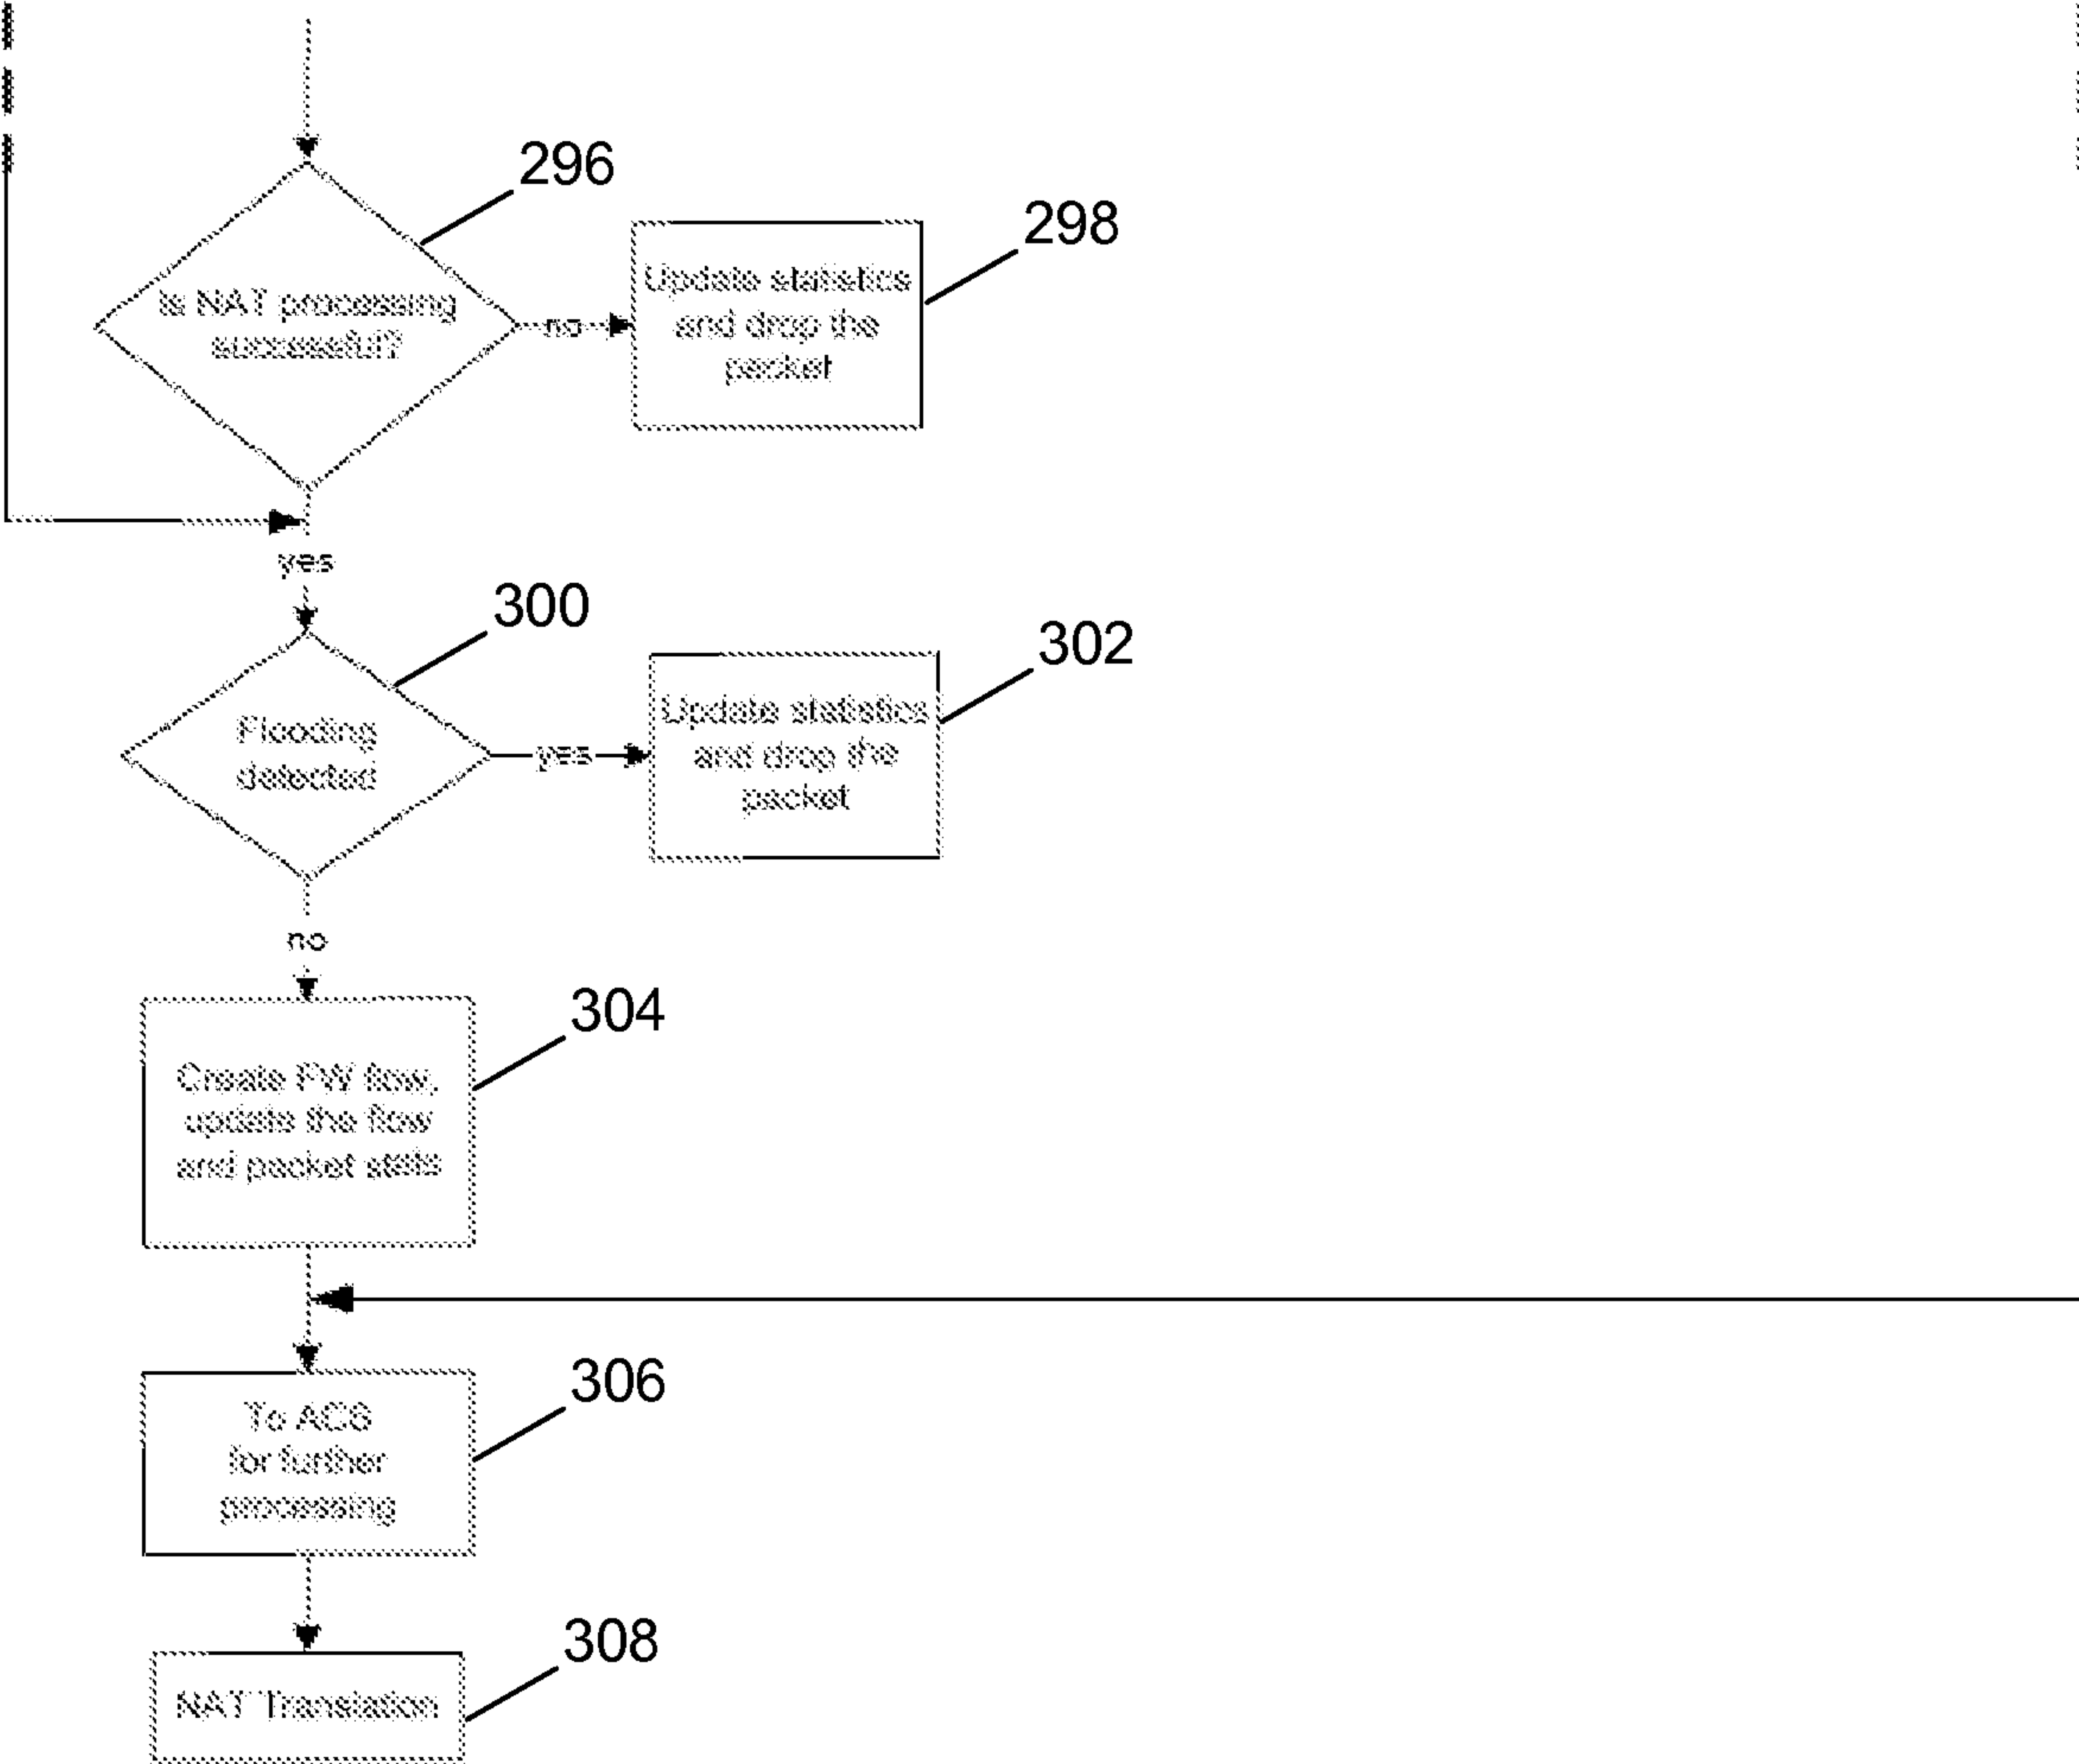 296
298
Is NAT processing
successful?
no
Update statistics
and drop the
packet
yes
300
302
Flooding
detected
yes
Update statistics
and drop the
packet
no
304
Create FW flow,
update the flow
and packet stats
306
To ACS
for further
processing
308
NAT Translation